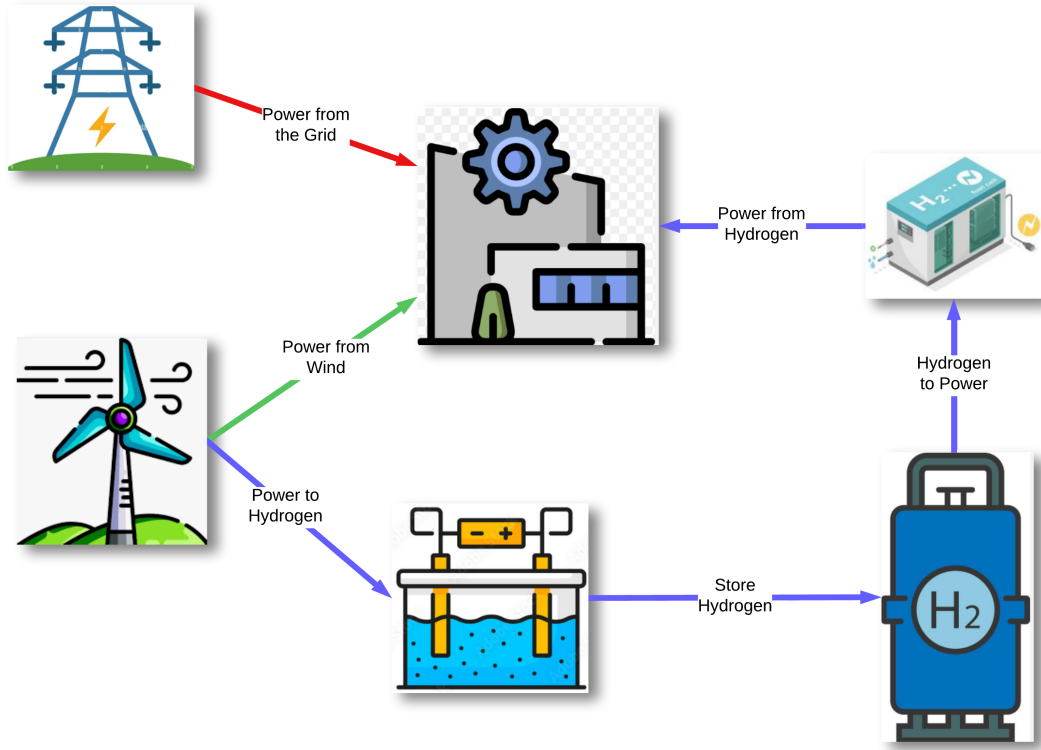 Power from
the Grid
Power from
Hydrogen
H2
Power from
Wind
Hydrogen
to Power
Power to
Hydrogen
- +
Store
Hydrogen
H2